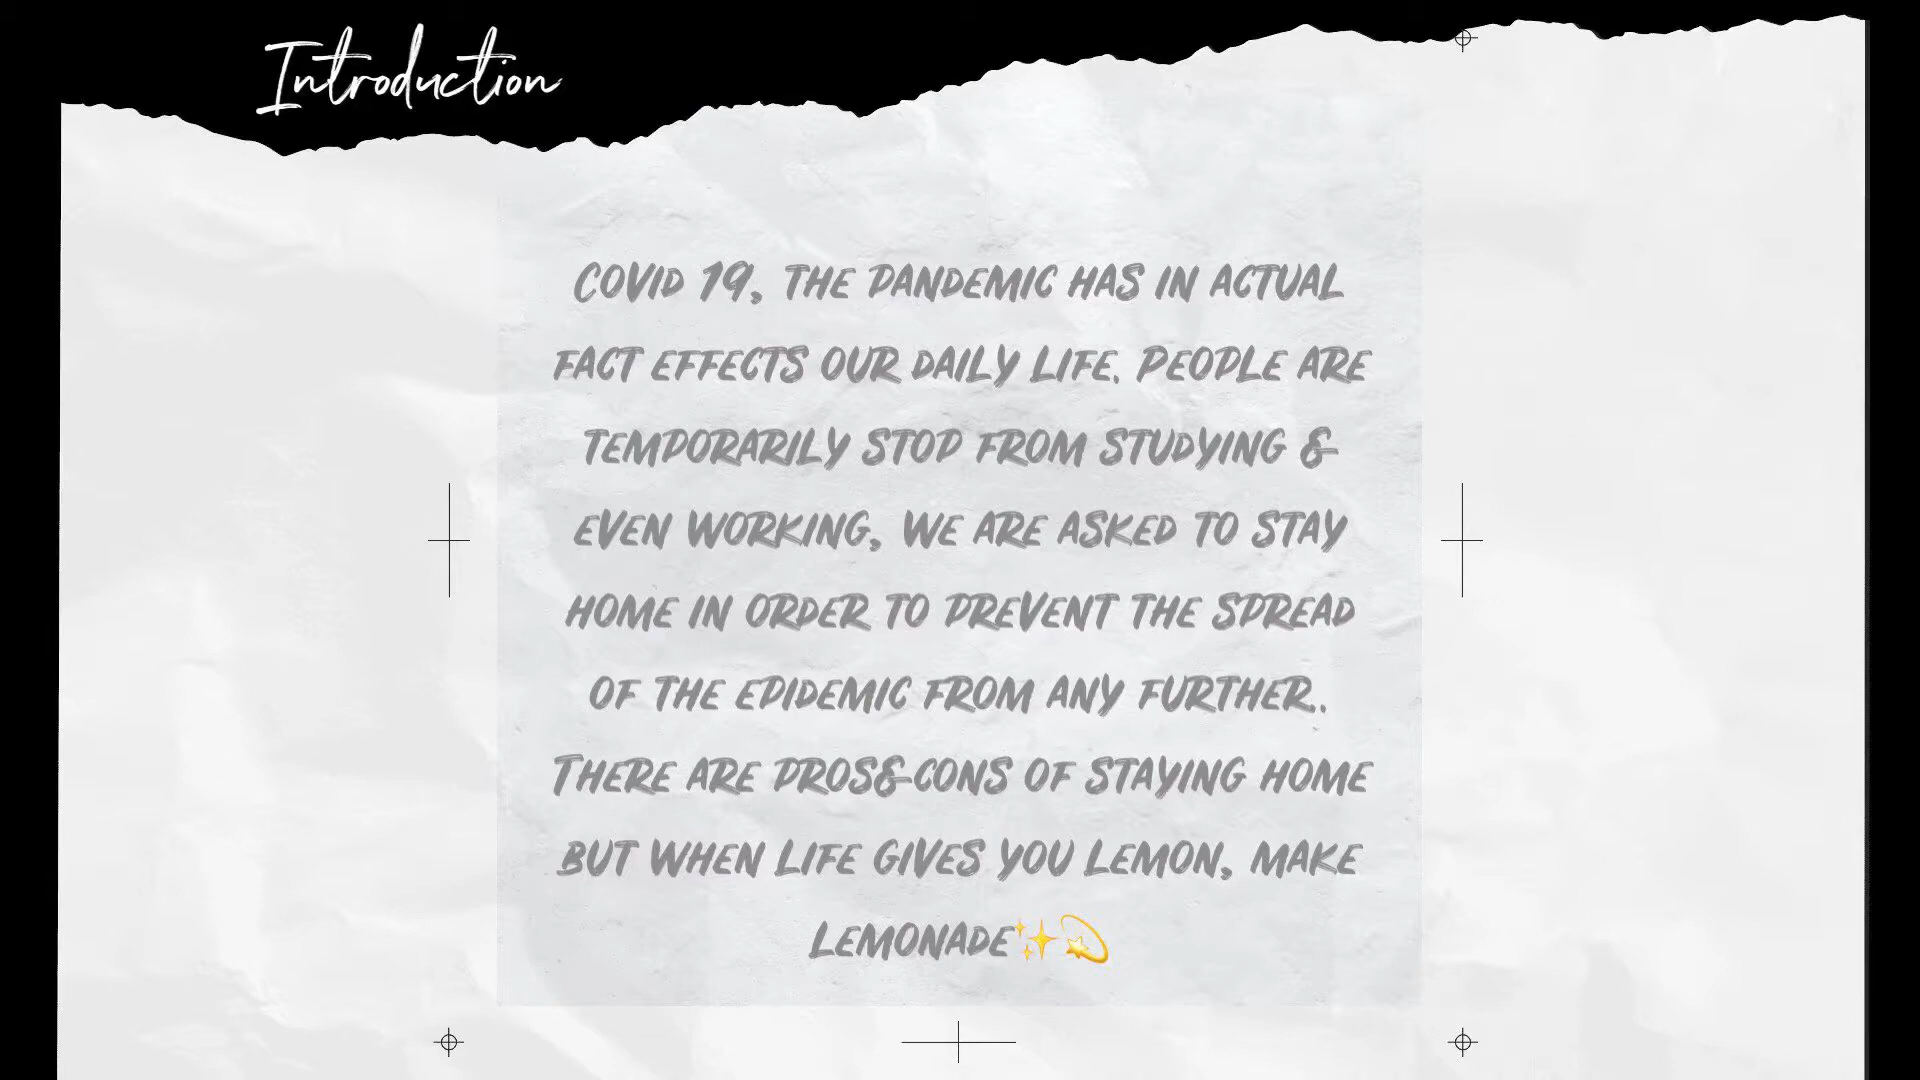 Introduction
COVID 19, THE PANDEMIC HAS IN ACTUAL
FACT EFFECTS OUR DAILY LIFE. PEOPLE ARE
TEMPORARILY STOP FROM STUDYING &
EVEN WORKING, WE ARE ASKED TO STAY
HOME IN ORDER TO PREVENT THE SPREAD
OF THE EPIDEMIC FROM ANY FURTHER..
THERE ARE PROS&CONS OF STAYING HOME
BUT WHEN LIFE GIVES YOU LEMON, MAKE
LEMONADE✨💫